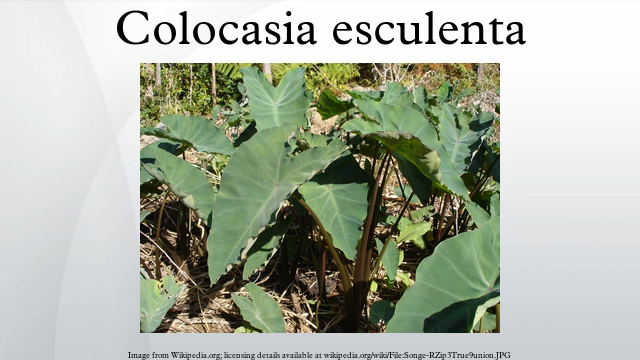 Colocasia esculenta
Image from Wikipedia.org; licensing details available at wikipedia.org/wiki/File:Songe-RZip3True9union.JPG